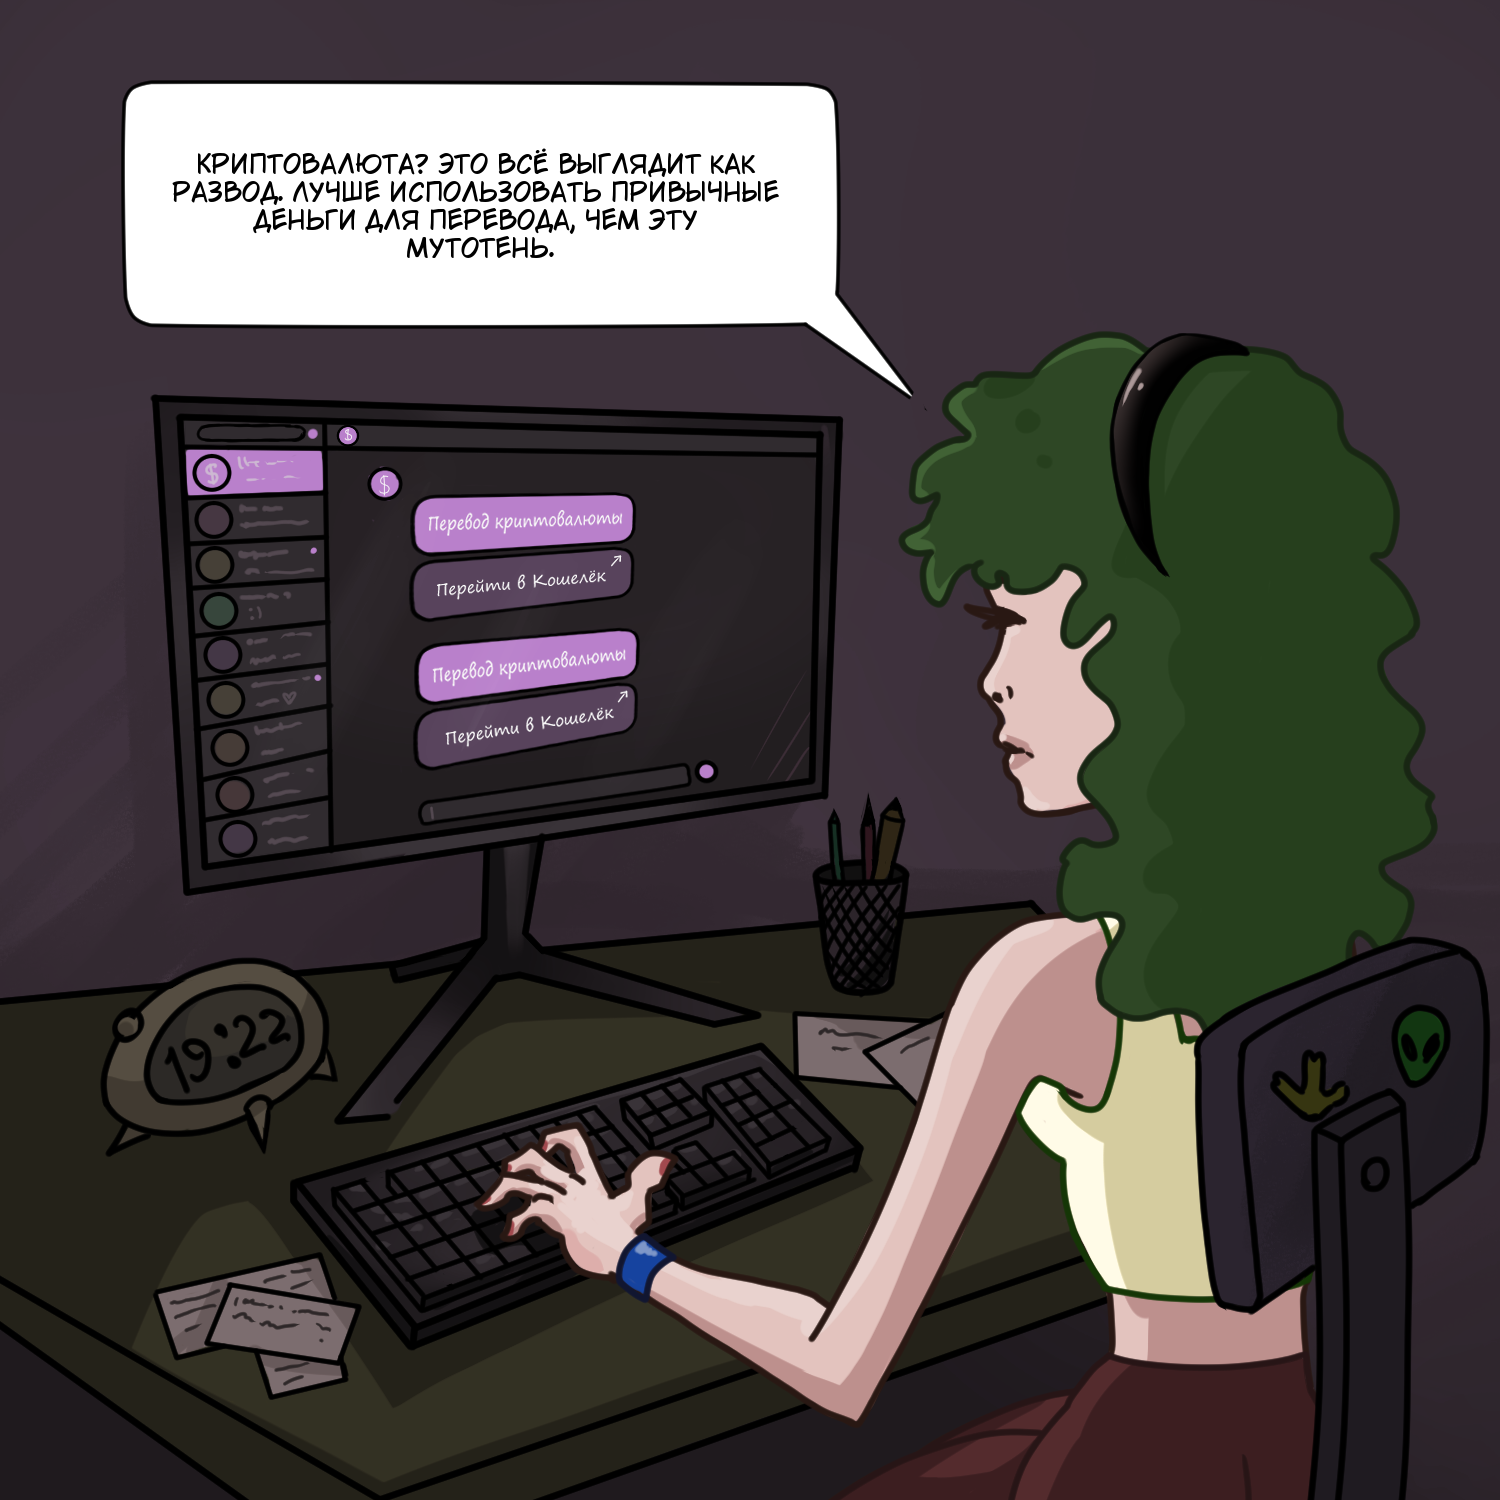 КРИПТОВАЛЮТА? ЭТО ВСЁ ВЫГЛЯДИТ КАК
РАЗВОД. ЛУЧШЕ ИСПОЛЬЗОВАТЬ ПРИВЫЧНЫЕ
ДЕНЬГИ ДЛЯ ПЕРЕВОДА, ЧЕМ ЭТУ
МУТОТЕНЬ.
$
$
$
Перевод криптовалюты
Перейти в Кошелёк
:)
Перевод криптовалюты
Перейти в Кошелёк
19:22